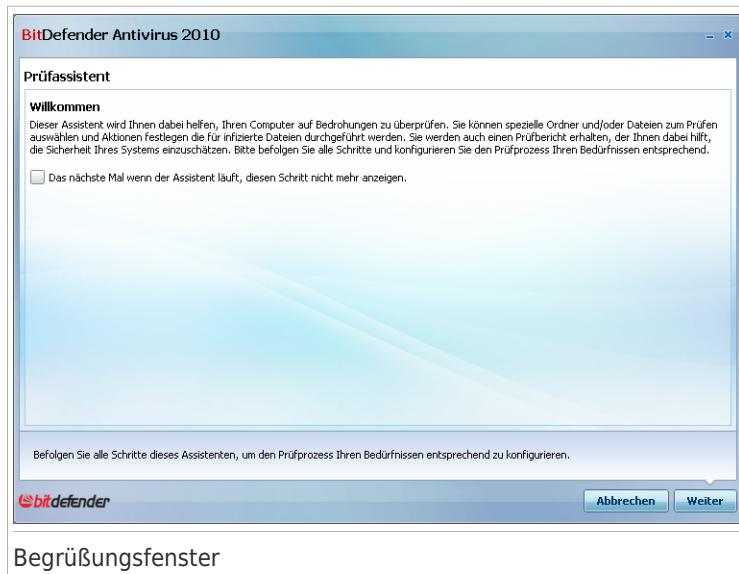 BitDefender Antivirus 2010
Prüfassistent
Willkommen
Dieser Assistent wird Ihnen dabei helfen, Ihren Computer auf Bedrohungen zu überprüfen. Sie können spezielle Ordner und/oder Dateien zum Prüfen
auswählen und Aktionen festlegen die für infizierte Dateien durchgeführt werden. Sie werden auch einen Prüfbericht erhalten, der Ihnen dabei hilft,
die Sicherheit Ihres Systems einzuschätzen. Bitte befolgen Sie alle Schritte und konfigurieren Sie den Prüfprozess Ihren Bedürfnissen entsprechend.
Das nächste Mal wenn der Assistent läuft, diesen Schritt nicht mehr anzeigen.
Befolgen Sie alle Schritte dieses Assistenten, um den Prüfprozess Ihren Bedürfnissen entsprechend zu konfigurieren.
bitdefender
Abbrechen Weiter
Begrüßungsfenster